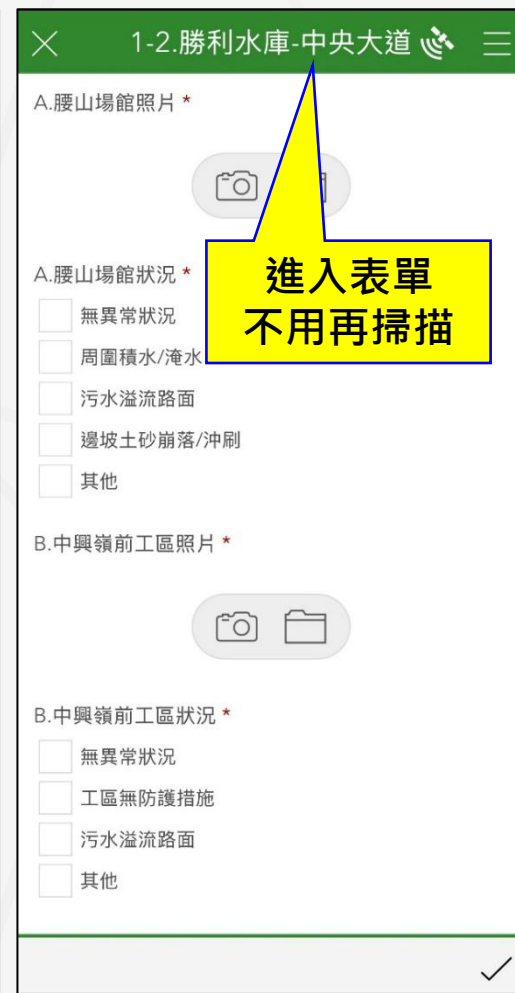 1-2.勝利水庫-中央大道
A.腰山場館照片 *
進入表單
不用再掃描
A.腰山場館狀況 *
無異常狀況
周圍積水/淹水
污水溢流路面
邊坡土砂崩落/沖刷
其他
B.中興嶺前工區照片 *
B.中興嶺前工區狀況 *
無異常狀況
工區無防護措施
污水溢流路面
其他